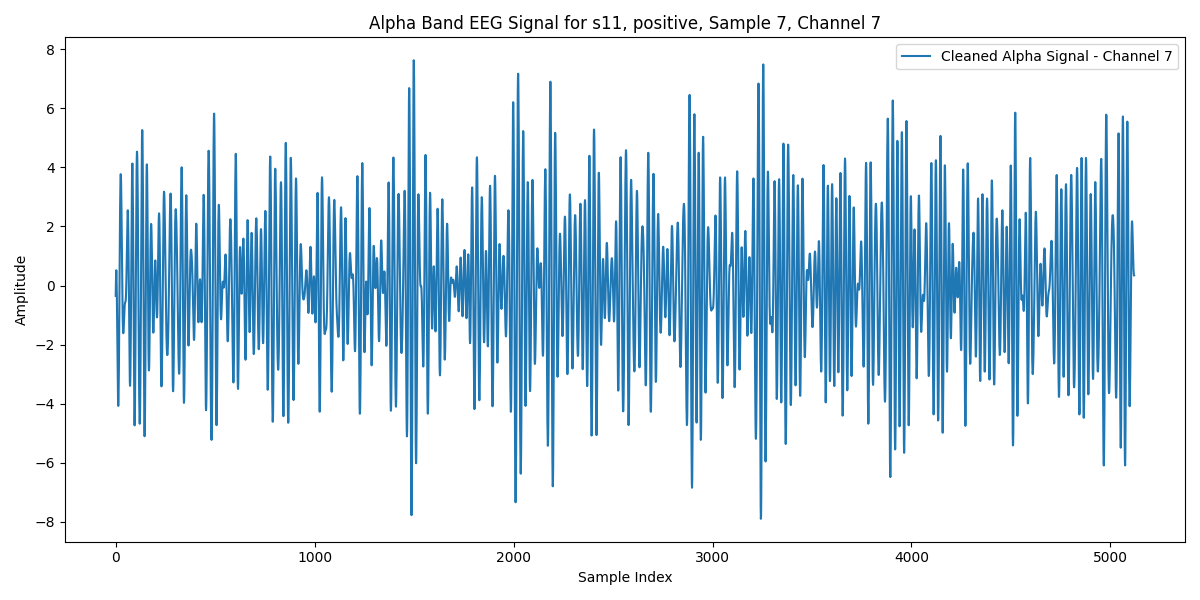 Alpha Band EEG Signal for s11, positive, Sample 7, Channel 7
Cleaned Alpha Signal - Channel 7
8
6
4
2
0
−2
−4
−6
−8
Amplitude
0 1000 2000 3000 4000 5000
Sample Index